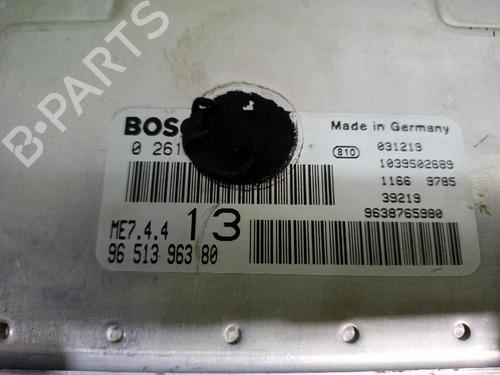 B-PARTS
BOSC
Made in Germany
0 261
810
031219
1039S02689
1166 9785
39219
9638765980
ME7.4.4 13
96 513 963 80